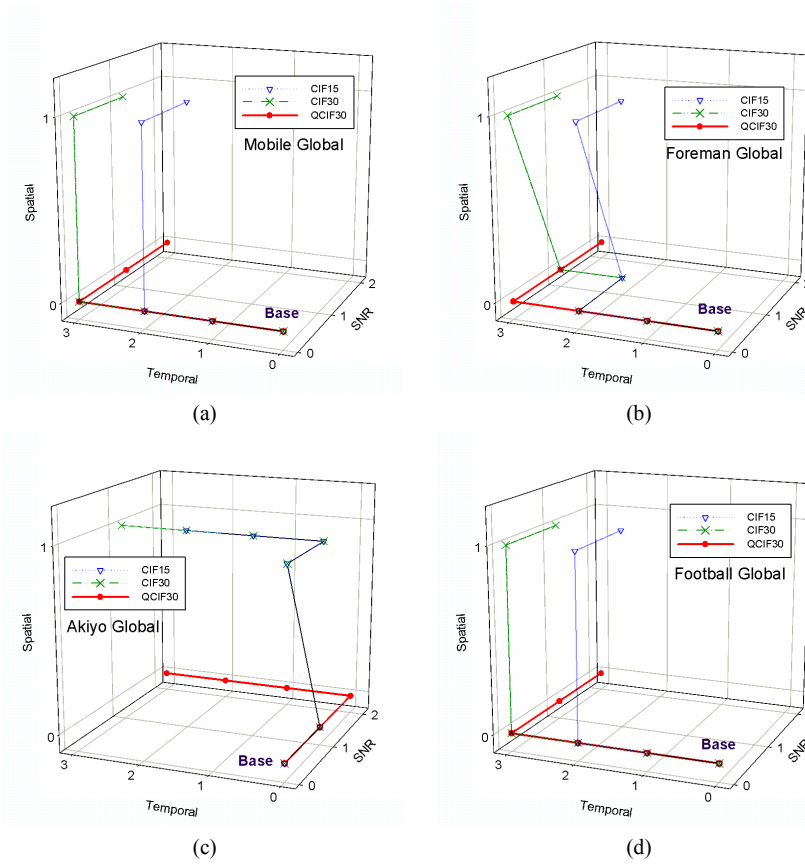 CIF15
CIF30
QCIF30
Mobile Global
1
Spatial
0
3
2
1
0
Temporal
0
1
2
SNR
Base
(a)
CIF15
CIF30
QCIF30
Foreman Global
1
Spatial
0
3
2
1
0
Temporal
0
1
SNR
Base
(b)
CIF15
CIF30
QCIF30
Akiyo Global
1
Spatial
0
3
2
1
0
Temporal
0
1
2
SNR
Base
(c)
CIF15
CIF30
QCIF30
Football Global
1
Spatial
0
3
2
1
0
Temporal
0
1
SNR
Base
(d)